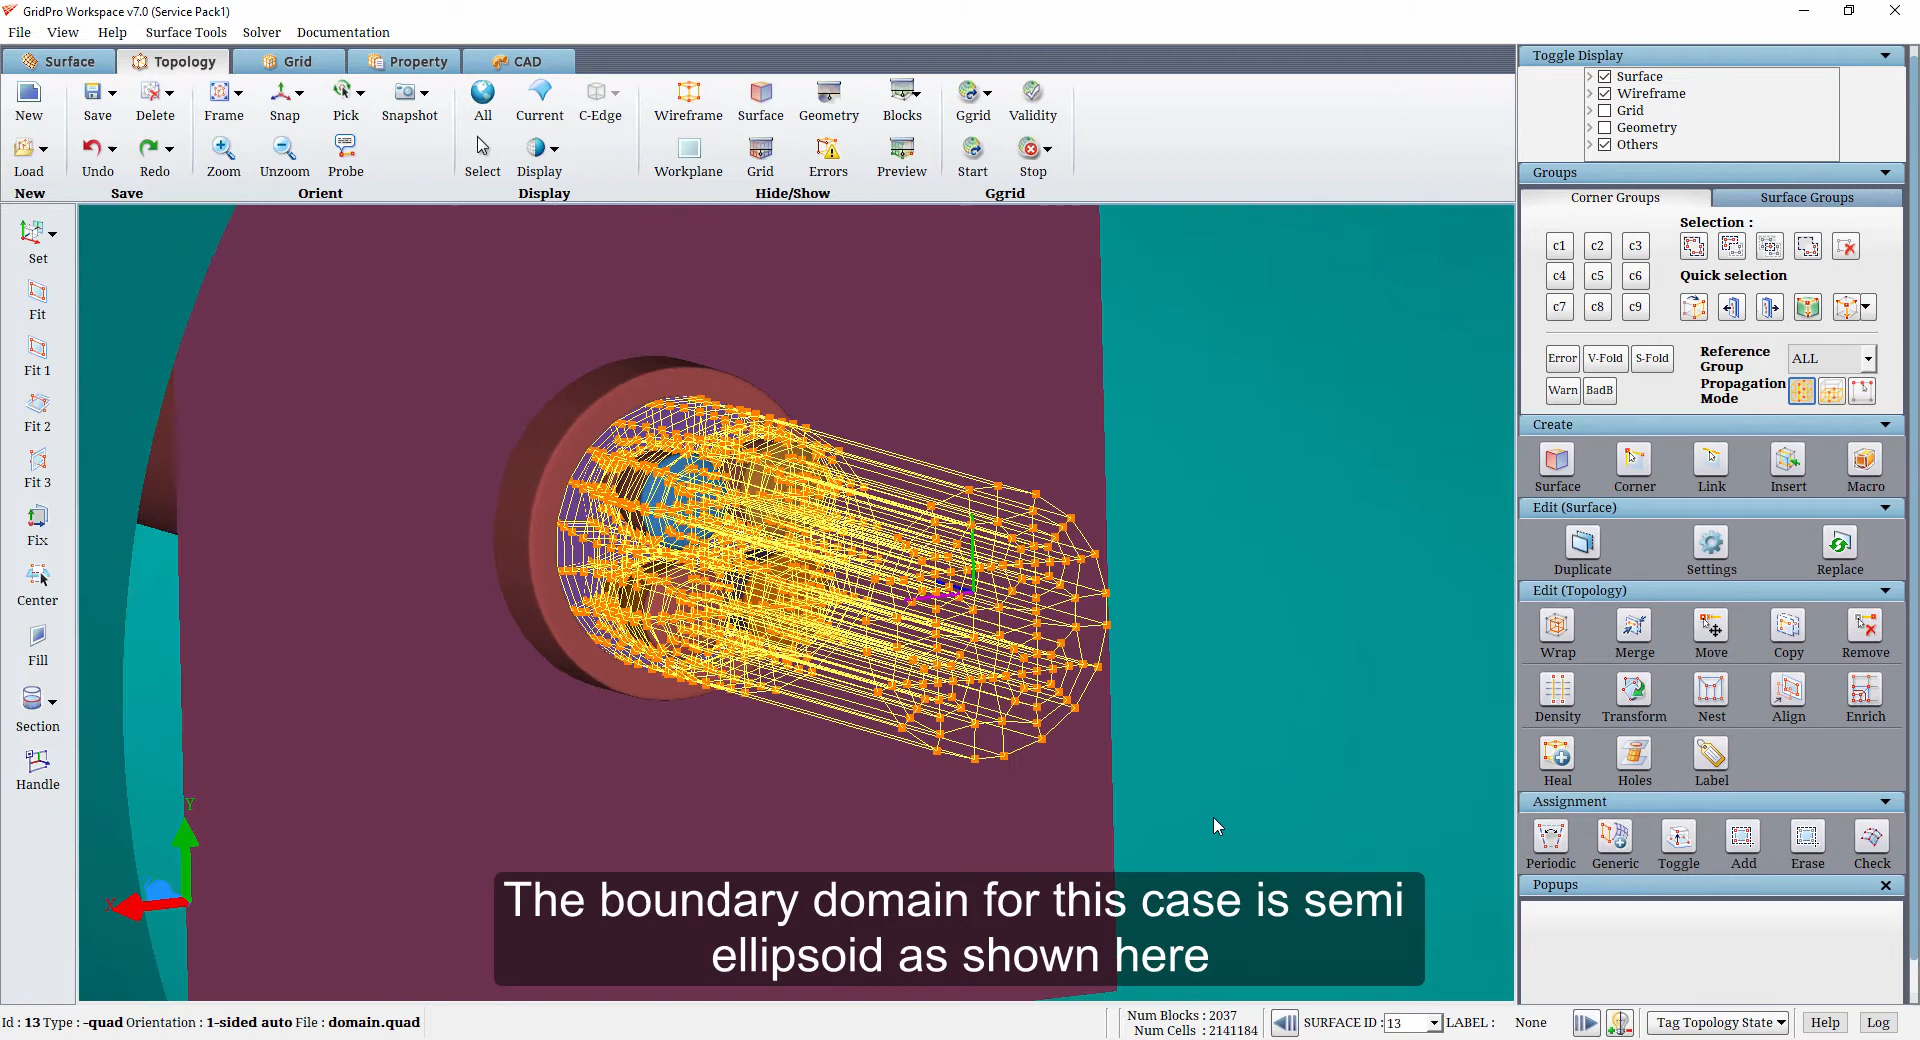 GridPro Workspace v7.0 (Service Pack1)
File View Help Surface Tools Solver Documentation
Surface Topology Grid Property CAD
New Save Delete Frame Snap Pick Snapshot All Current C-Edge Wireframe Surface Geometry Blocks Ggrid Validity
Load Undo Redo Zoom Unzoom Probe Select Display Workplane Grid Errors Preview Start Stop
New Save Orient Display Hide/Show Ggrid
Set
Fit
Fit 1
Fit 2
Fit 3
Fix
Center
Fill
Section
Handle
Y
X
The boundary domain for this case is semi
ellipsoid as shown here
Toggle Display
Surface
Wireframe
Grid
Geometry
Others
Groups
Corner Groups Surface Groups
Selection :
c1 c2 c3
Quick selection
c4 c5 c6
c7 c8 c9
Error V-Fold S-Fold
Reference
Group
ALL
Warn BadB
Propagation
Mode
Create
Surface Corner Link Insert Macro
Edit (Surface)
Duplicate Settings Replace
Edit (Topology)
Wrap Merge Move Copy Remove
Density Transform Nest Align Enrich
Heal Holes Label
Assignment
Periodic Generic Toggle Add Erase Check
Popups
Id : 13 Type : -quad Orientation : 1-sided auto File : domain.quad
Num Blocks : 2037
Num Cells : 2141184
SURFACE ID : 13 LABEL : None
Tag Topology State Help Log